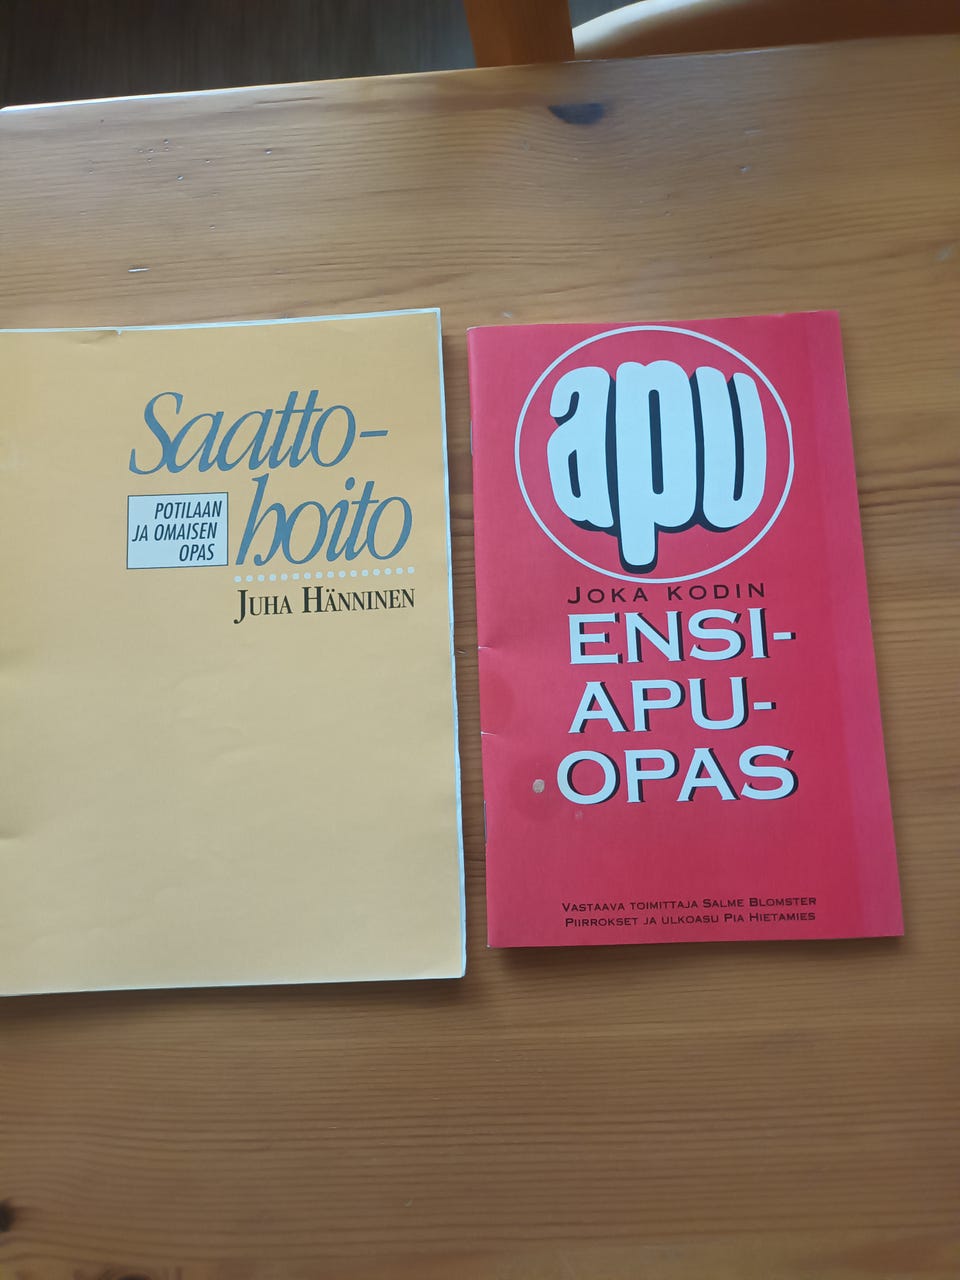 Saatto-
hoito
POTILAAN
JA OMAISEN
OPAS
JUHA HÄNNINEN
apu
JOKA KODIN
ENSI-
APU-
OPAS
VASTAAVA TOIMITTAJA SALME BLOMSTER
PIIRROKSET JA ULKOASU PIA HIETAMIES